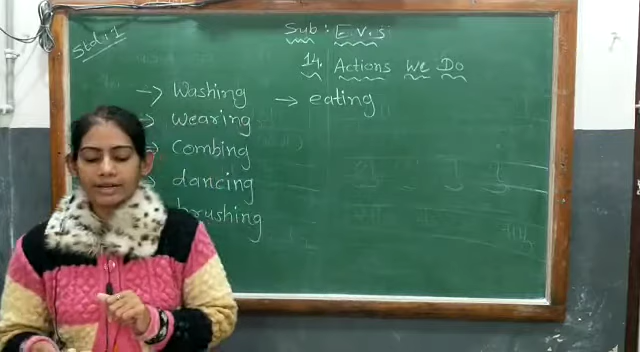 Std: 1
Sub: E.V.S
14. Actions We Do
→ Washing
→ wearing
→ Combing
→ dancing
brushing
→ eating